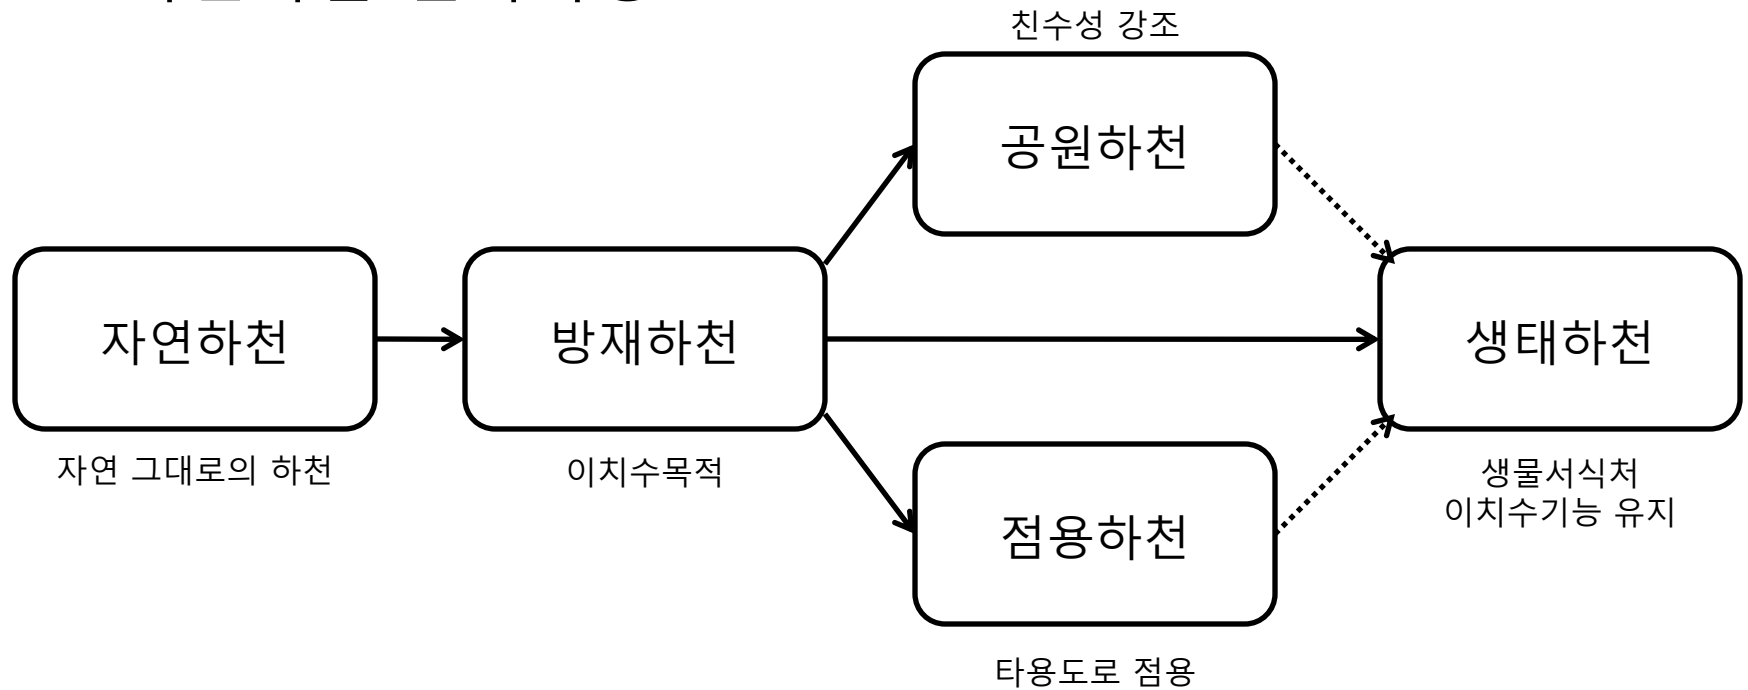 친수성 강조
공원하천
자연하천
방재하천
생태하천
자연 그대로의 하천
이치수목적
생물서식처
이치수기능 유지
점용하천
타용도로 점용